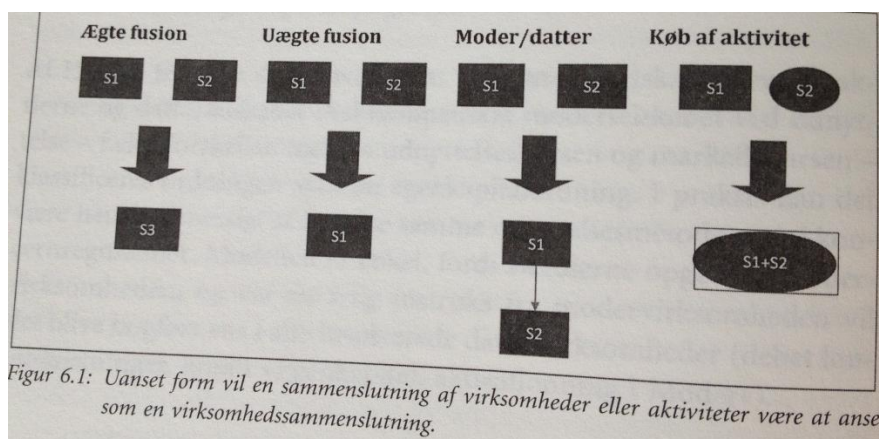 Ægte fusion Uægte fusion Moder/datter Køb af aktivitet
S1 S2 S1 S2 S1 S2 S1 S2
S3 S1 S1 S1+S2
S2
Figur 6.1: Uanset form vil en sammenslutning af virksomheder eller aktiviteter være at anse
som en virksomhedssammenslutning.